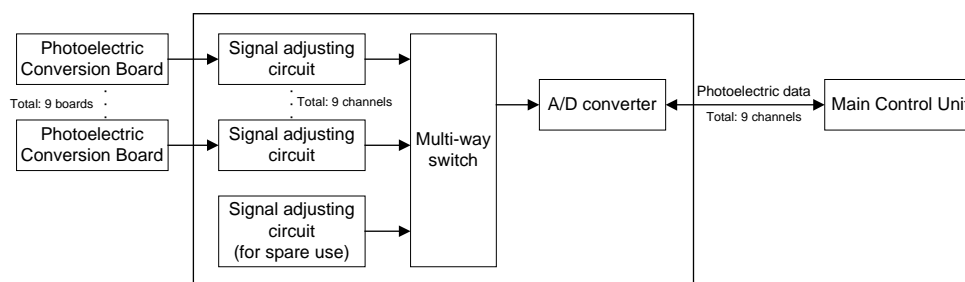 Photoelectric
Conversion Board
Total: 9 boards
Photoelectric
Conversion Board
Signal adjusting
circuit
Total: 9 channels
Signal adjusting
circuit
Signal adjusting
circuit
(for spare use)
Multi-way
switch
A/D converter
Photoelectric data
Total: 9 channels
Main Control Unit